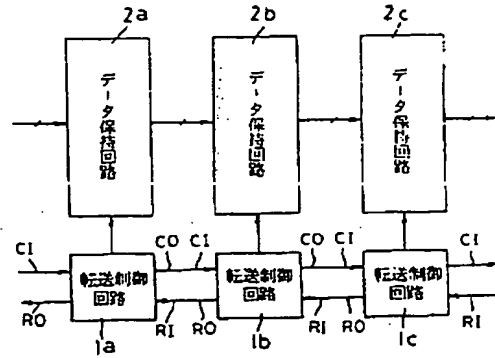 2a
2b
2c
データ保持回路
データ保持回路
データ保持回路
CI
CO
CI
CO
CI
CI
転送制御
回路
転送制御
回路
転送制御
回路
RO
RI
RO
RI
RO
RI
1a
1b
1c